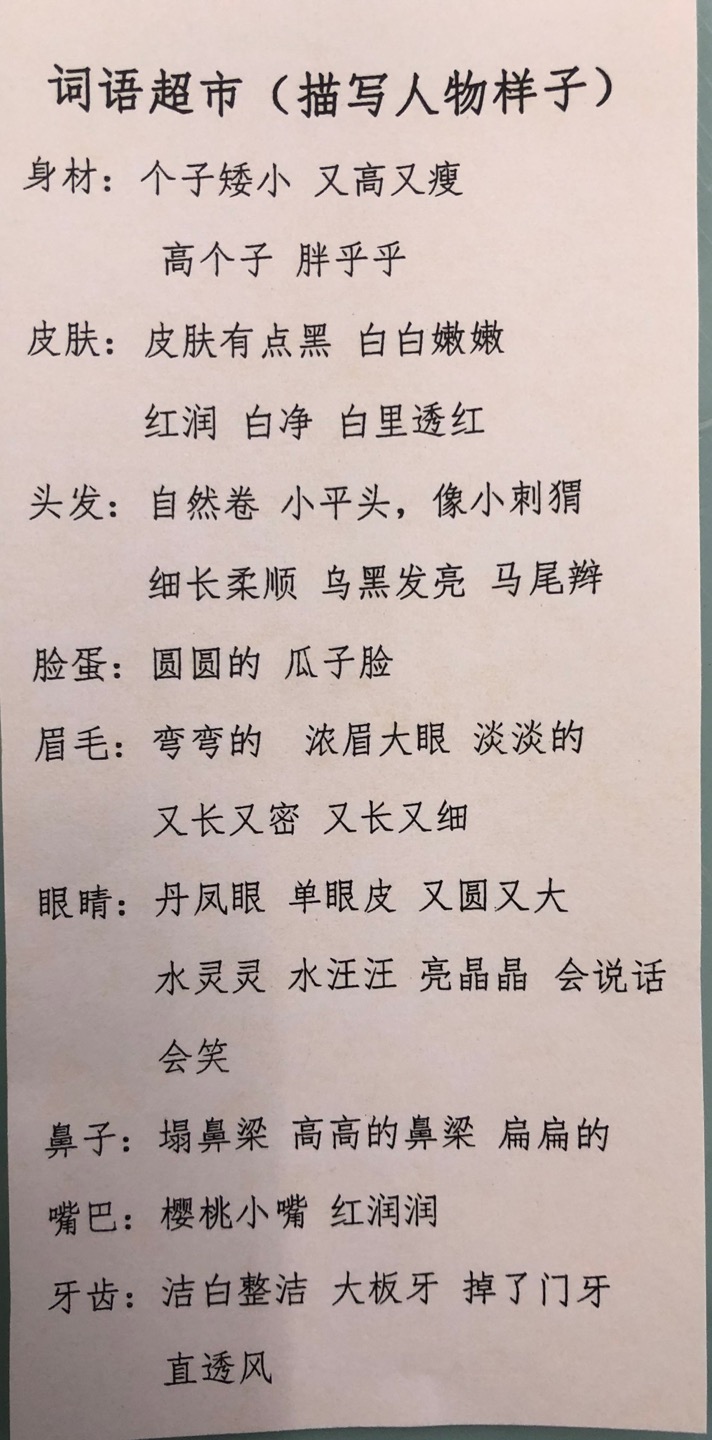 词语超市（描写人物样子）
身材：个子矮小 又高又瘦
高个子 胖乎乎
皮肤：皮肤有点黑 白白嫩嫩
红润 白净 白里透红
头发：自然卷 小平头，像小刺猬
细长柔顺 乌黑发亮 马尾辫
脸蛋：圆圆的 瓜子脸
眉毛：弯弯的 浓眉大眼 淡淡的
又长又密 又长又细
眼睛：丹凤眼 单眼皮 又圆又大
水灵灵 水汪汪 亮晶晶 会说话
会笑
鼻子：塌鼻梁 高高的鼻梁 扁扁的
嘴巴：樱桃小嘴 红润润
牙齿：洁白整洁 大板牙 掉了门牙
直透风